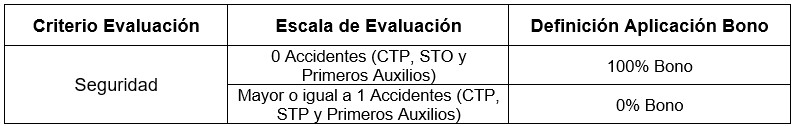 Criterio Evaluación
Escala de Evaluación
Definición Aplicación Bono
Seguridad
0 Accidentes (CTP, STO y
Primeros Auxilios)
100% Bono
Mayor o igual a 1 Accidentes (CTP,
STP y Primeros Auxilios)
0% Bono